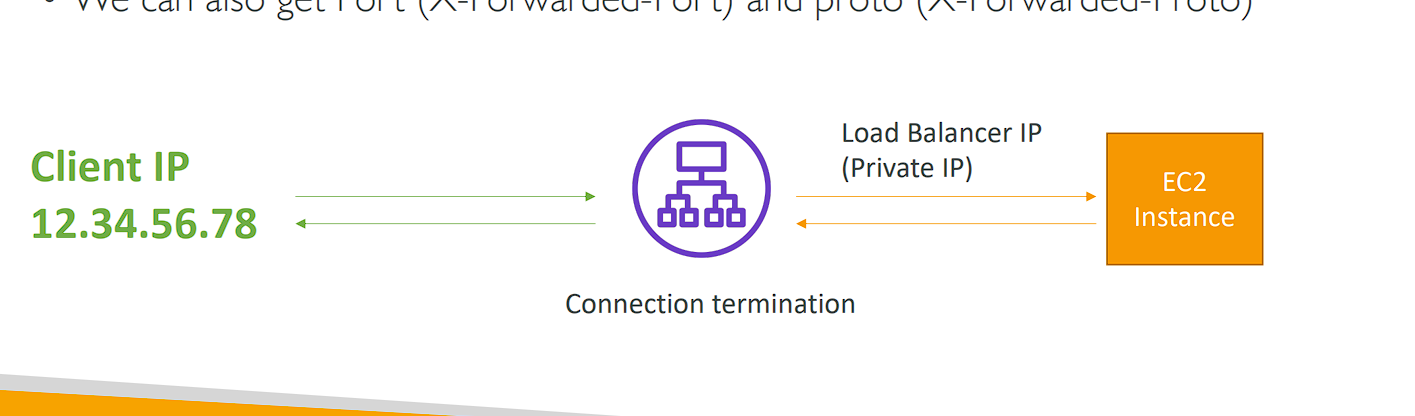 • We can also get Port (X-Forwarded-Port) and proto (X-Forwarded-Proto)
Client IP
12.34.56.78
Load Balancer IP
(Private IP)
EC2
Instance
Connection termination